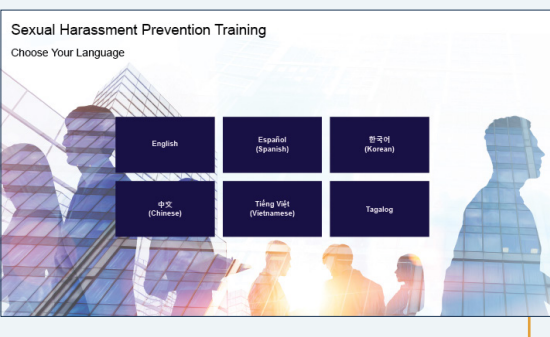 Sexual Harassment Prevention Training
Choose Your Language
English
Español
(Spanish)
한국어
(Korean)
中文
(Chinese)
Tiếng Việt
(Vietnamese)
Tagalog